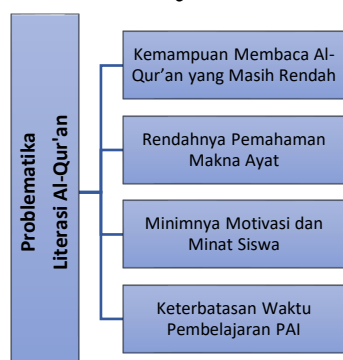 Problematika
Literasi Al-Qur'an
Kemampuan Membaca Al-
Qur'an yang Masih Rendah
Rendahnya Pemahaman
Makna Ayat
Minimnya Motivasi dan
Minat Siswa
Keterbatasan Waktu
Pembelajaran PAI